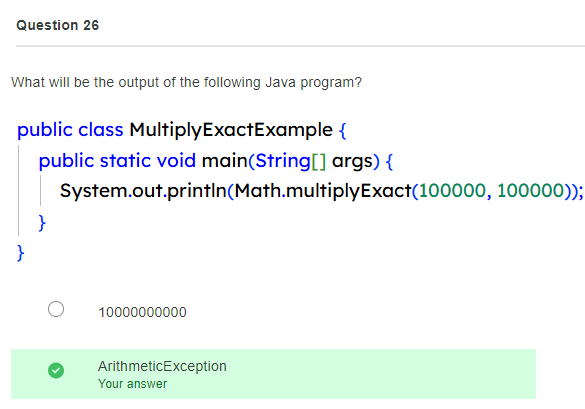 Question 26
What will be the output of the following Java program?
public class MultiplyExactExample {
public static void main(String[] args) {
System.out.println(Math.multiplyExact(100000, 100000));
}
}
10000000000
ArithmeticException
Your answer